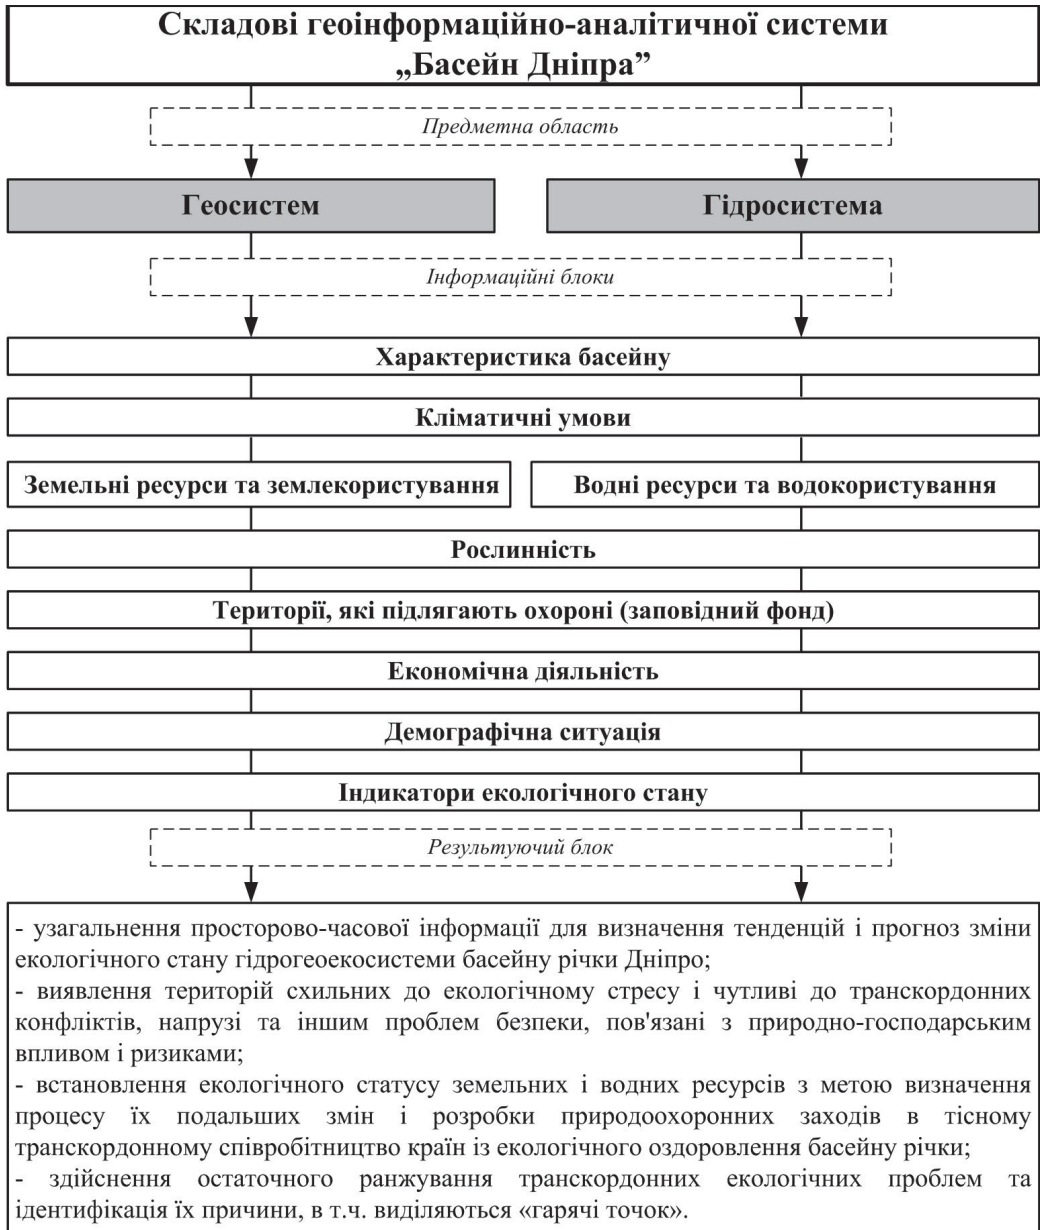 Складові геоінформаційно-аналітичної системи
„Басейн Дніпра”
Предметна область
Геосистем
Гідросистема
Інформаційні блоки
Характеристика басейну
Кліматичні умови
Земельні ресурси та землекористування
Водні ресурси та водокористування
Рослинність
Території, які підлягають охороні (заповідний фонд)
Економічна діяльність
Демографічна ситуація
Індикатори екологічного стану
Результуючий блок
- узагальнення просторово-часової інформації для визначення тенденцій і прогноз зміни
екологічного стану гідрогеоекосистеми басейну річки Дніпро;
- виявлення територій схильних до екологічному стресу і чутливі до транскордонних
конфліктів, напрузі та іншим проблем безпеки, пов'язані з природно-господарським
впливом і ризиками;
- встановлення екологічного статусу земельних і водних ресурсів з метою визначення
процесу їх подальших змін і розробки природоохоронних заходів в тісному
транскордонному співробітництво країн із екологічного оздоровлення басейну річки;
- здійснення остаточного ранжування транскордонних екологічних проблем та
ідентифікація їх причини, в т.ч. виділяються «гарячі точок».